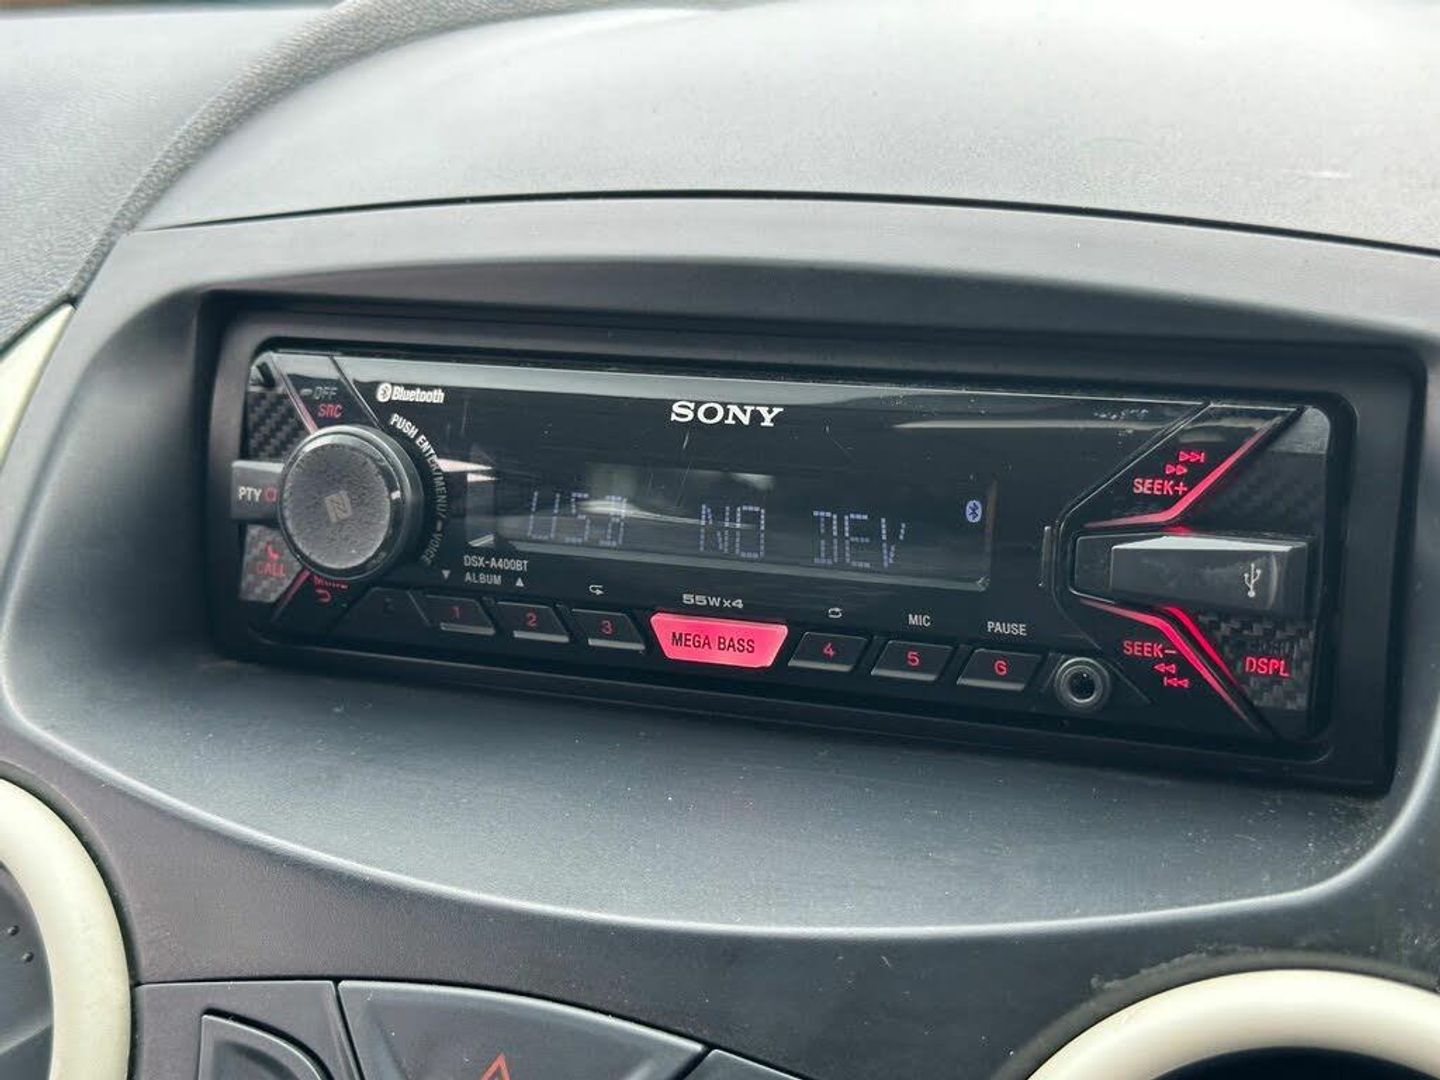 Bluetooth
SONY
OFF
SRC
PUSH ENTER/MENU/
VOICE
PTY
CALL
MODE
USB NO DEV
DSX-A400BT
ALBUM
55W×4
MEGA BASS
1
2
3
4
5
6
MIC
PAUSE
SEEK+
SEEK−
DSPL